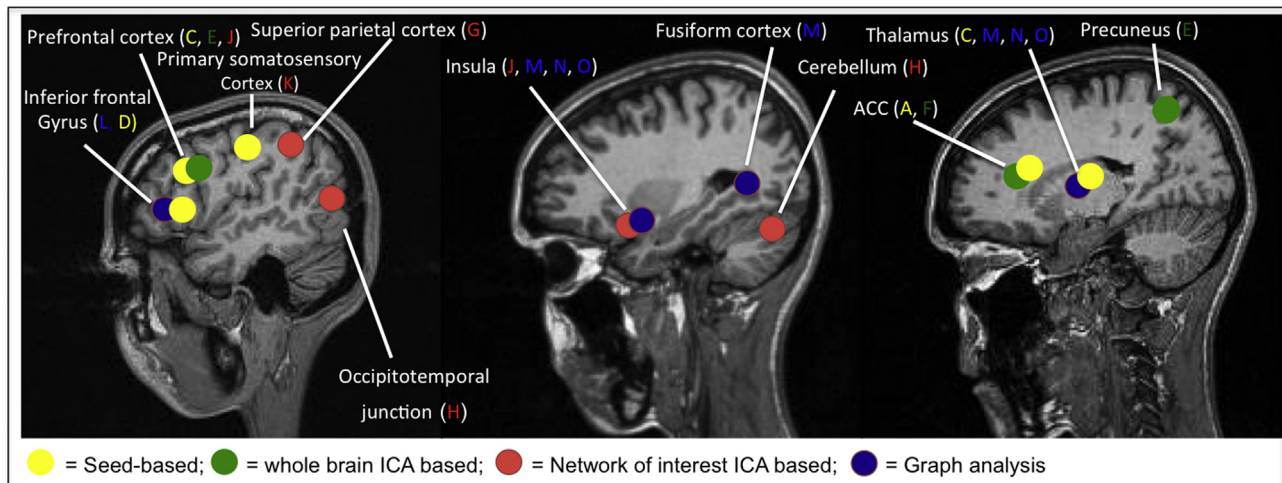 Prefrontal cortex (C, E, J)
Superior parietal cortex (G)
Primary somatosensory
Cortex (K)
Inferior frontal
Gyrus (L, D)
Occipitotemporal
junction (H)
Insula (J, M, N, O)
Fusiform cortex (M)
Cerebellum (H)
Thalamus (C, M, N, O)
Precuneus (E)
ACC (A, F)
= Seed-based; = whole brain ICA based; = Network of interest ICA based; = Graph analysis